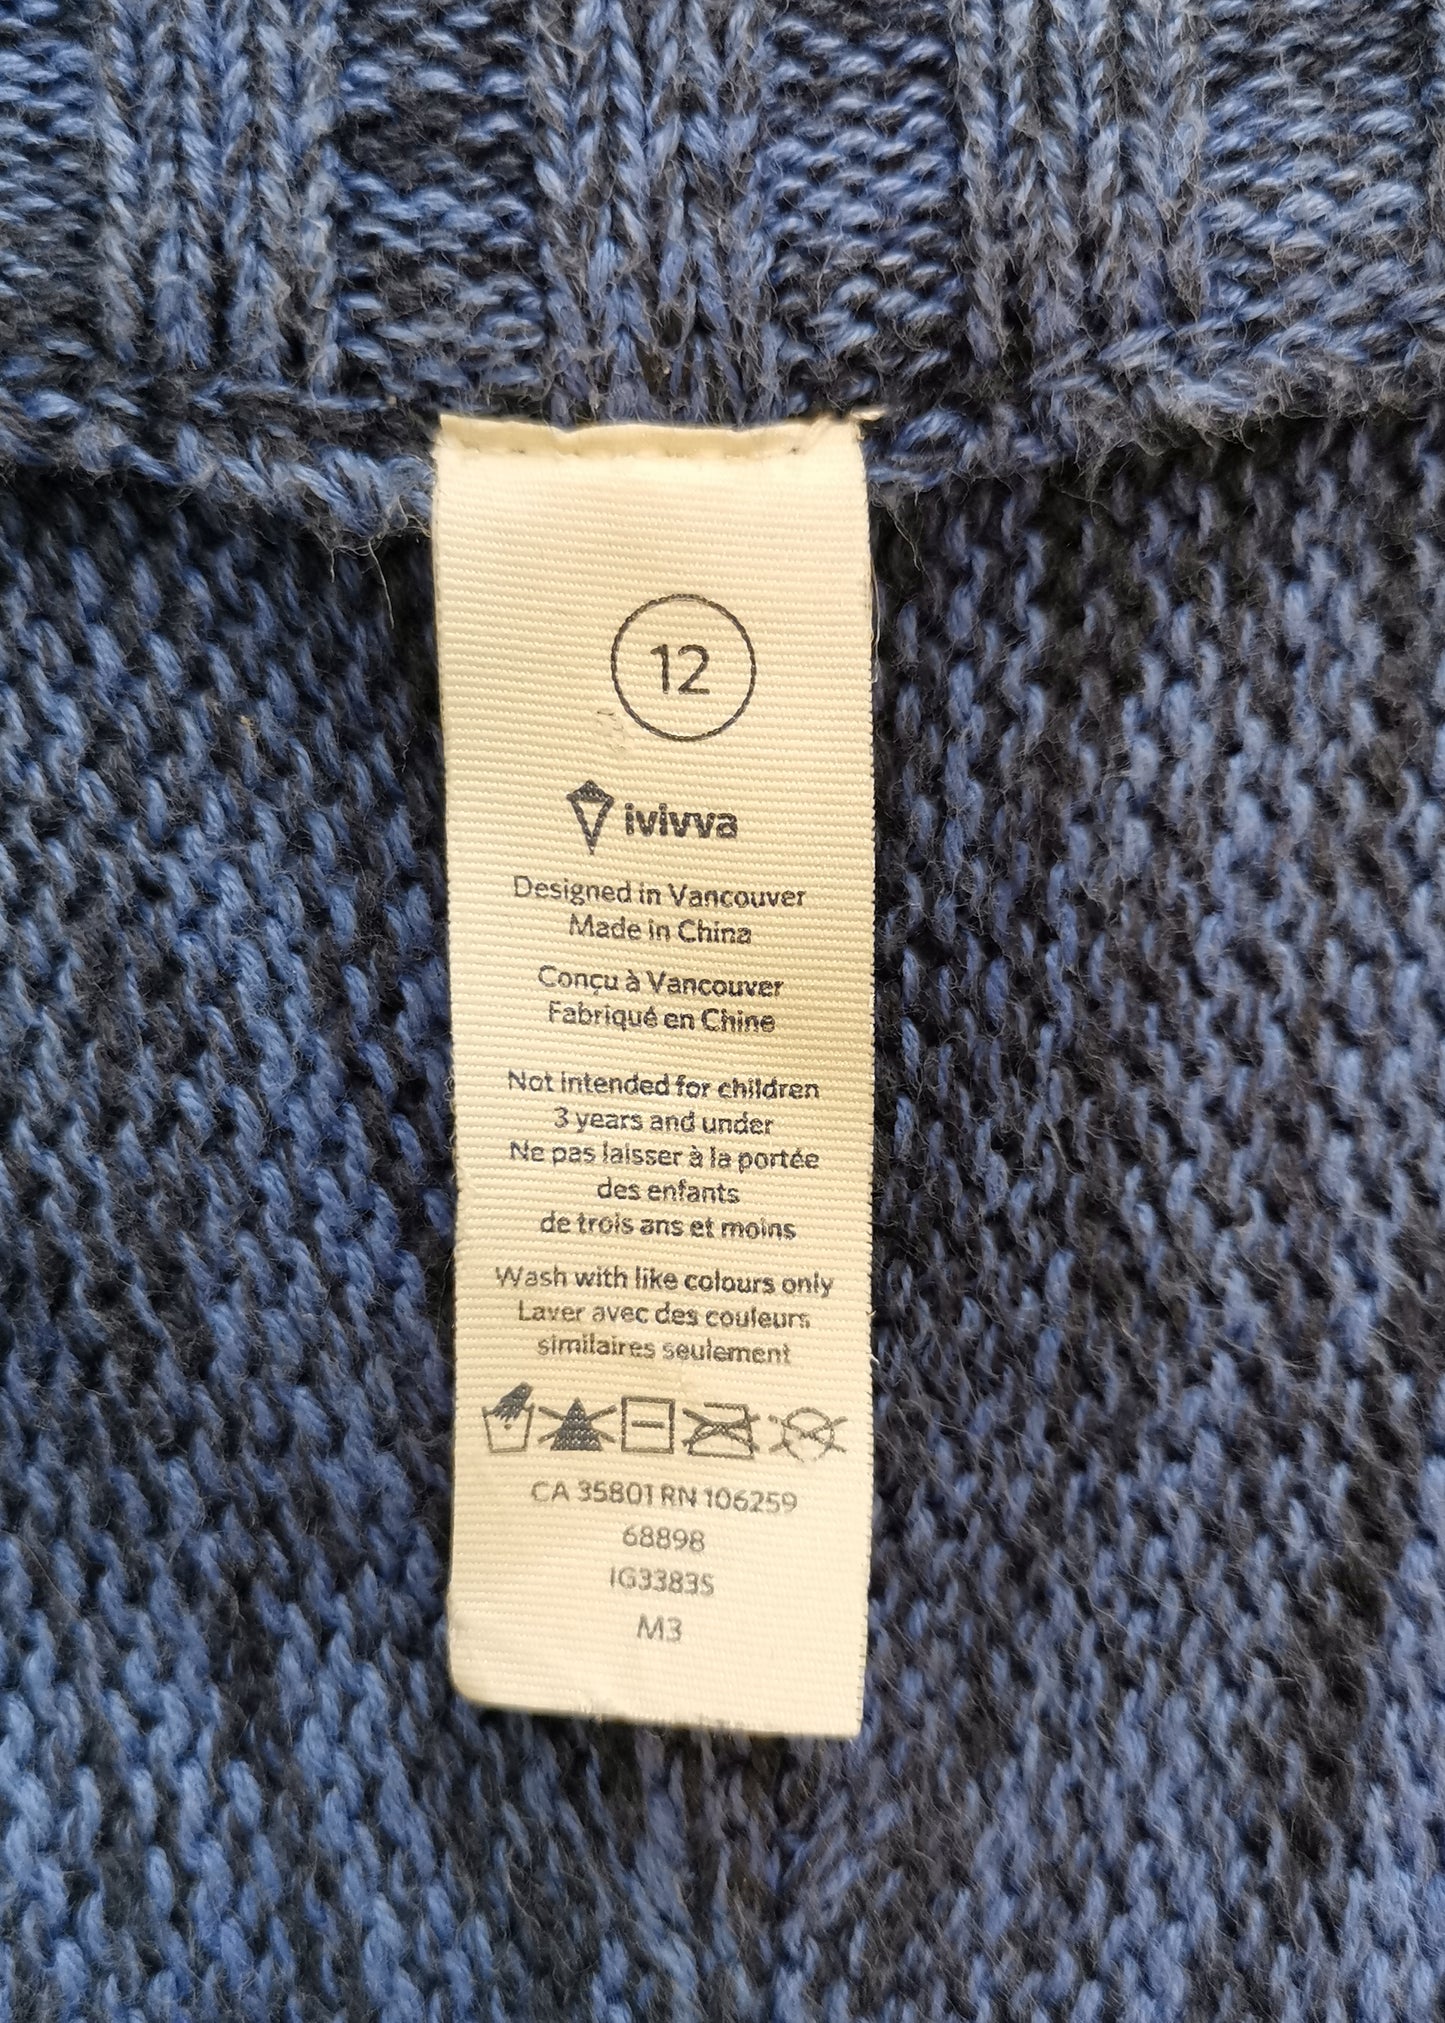 12
ivivva
Designed in Vancouver
Made in China
Conçu à Vancouver
Fabriqué en Chine
Not intended for children
3 years and under
Ne pas laisser à la portée
des enfants
de trois ans et moins
Wash with like colours only
Laver avec des couleurs
similaires seulement
CA 35801 RN 106259
68898
IG3383S
M3